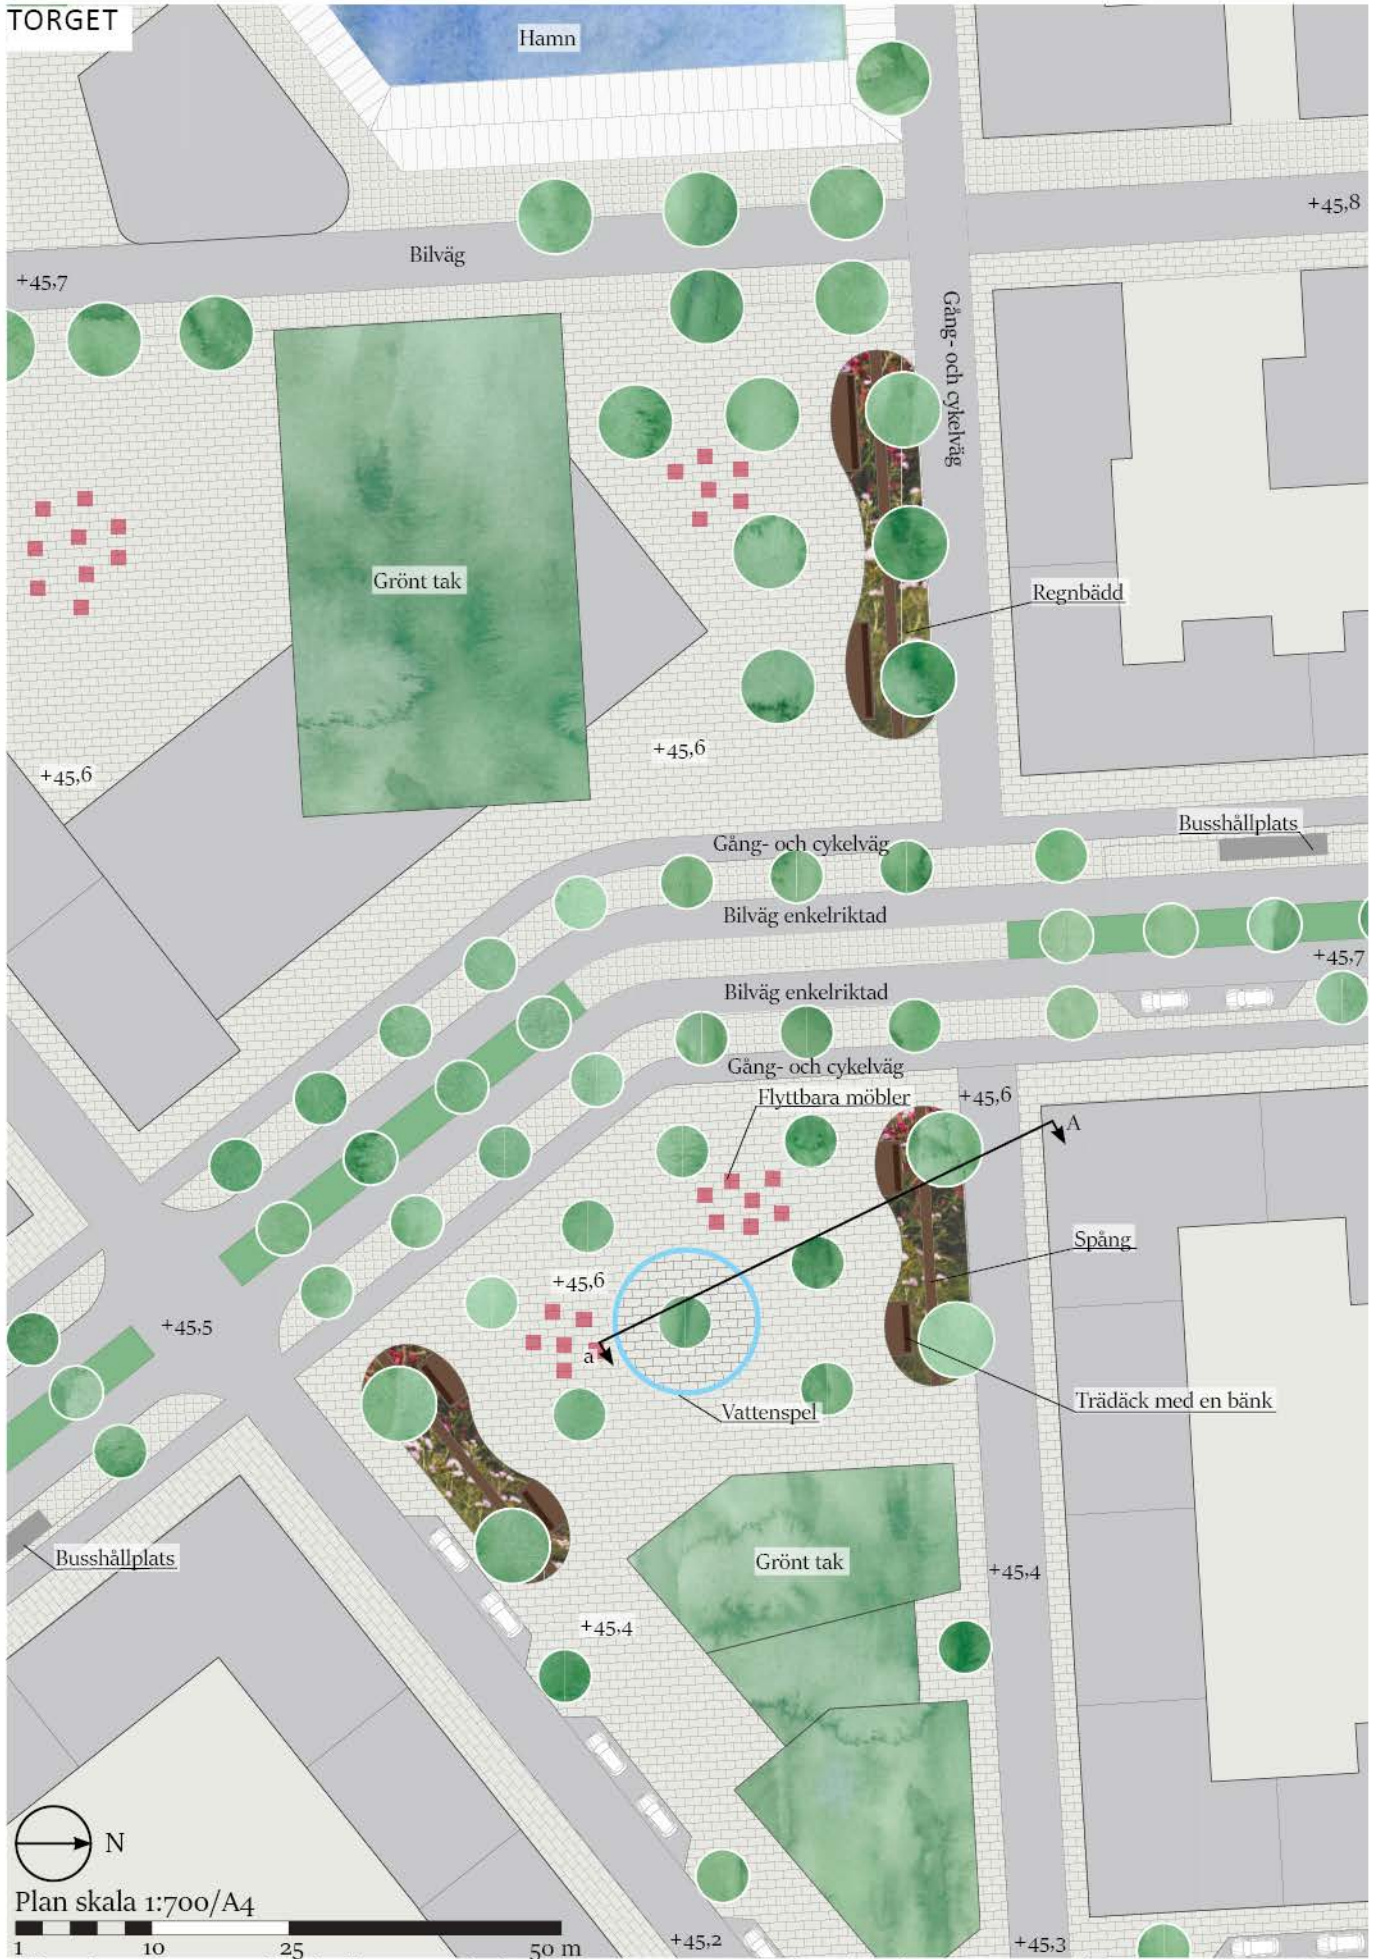 TORGET
Hamn
+45,8
Bilväg
+45,7
Gång- och cykelväg
Grönt tak
Regnbädd
+45,6
+45,6
Busshållplats
Gång- och cykelväg
Bilväg enkelriktad
+45,7
Bilväg enkelriktad
Gång- och cykelväg
Flyttbara möbler
+45,6
A
Spång
+45,6
+45,5
a
Trädäck med en bänk
Vattenspel
Busshållplats
Grönt tak
+45,4
+45,4
N
Plan skala 1:700/A4
1 10 25 50 m
+45,2
+45,3